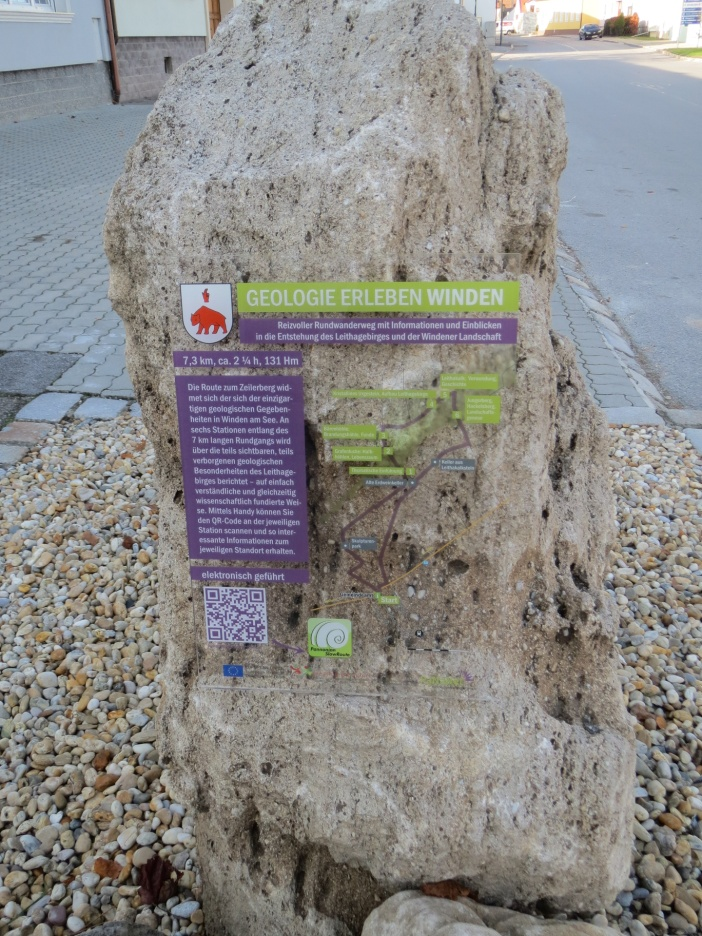 GEOLOGIE ERLEBEN WINDEN
Reizvoller Rundwanderweg mit Informationen und Einblicken
in die Entstehung des Leithagebirges und der Windener Landschaft
7,3 km, ca. 2 ¼ h, 131 Hm
Die Route zum Zeilerberg wid-
met sich der sich der einzigar-
tigen geologischen Gegeben-
heiten in Winden am See. An
sechs Stationen entlang des
7 km langen Rundgangs wird
über die teils sichtbaren, teils
verborgenen geologischen
Besonderheiten des Leithage-
birges berichtet – auf einfach
verständliche und gleichzeitig
wissenschaftlich fundierte Wei-
se. Mittels Handy können Sie
den QR-Code an der jeweiligen
Station scannen und so inter-
essante Informationen zum
jeweiligen Standort erhalten.
elektronisch geführt
Start